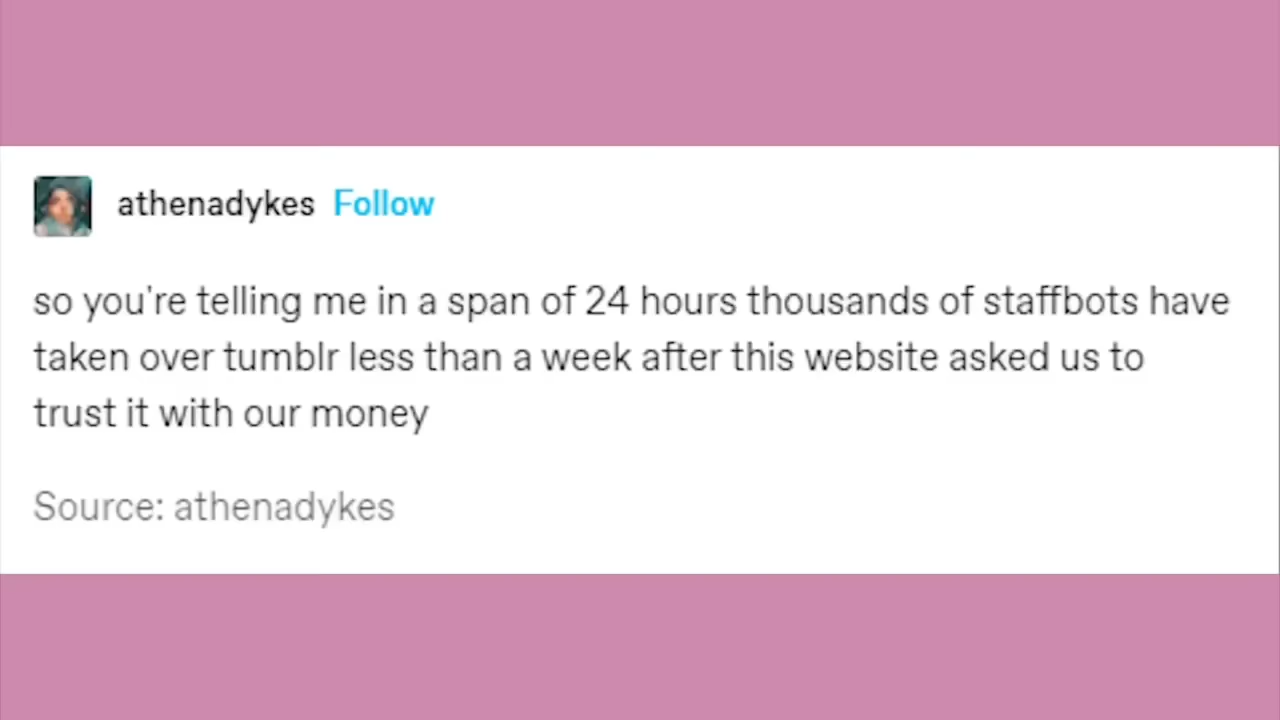 athenadykes Follow
so you're telling me in a span of 24 hours thousands of staffbots have
taken over tumblr less than a week after this website asked us to
trust it with our money
Source: athenadykes